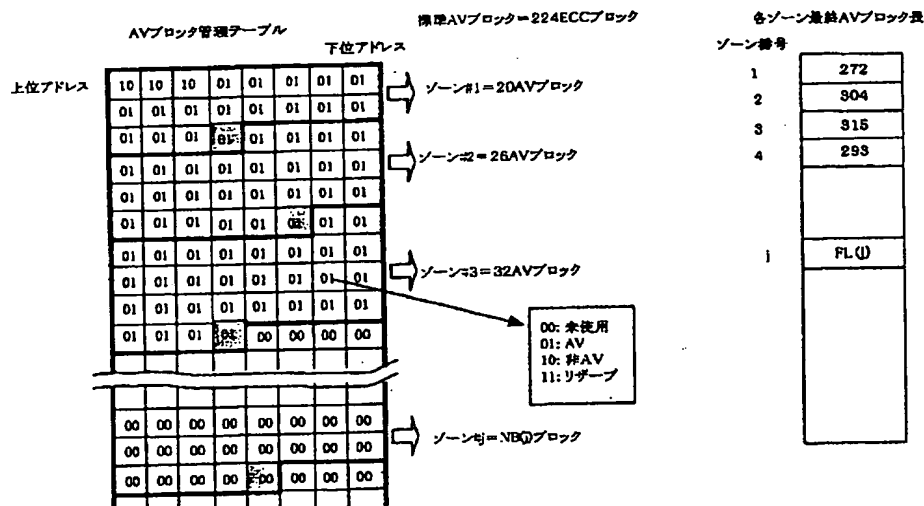 AVブロック管理テーブル
標準AVブロック=224ECCブロック
各ゾーン最終AVブロック長
上位アドレス
下位アドレス
ゾーン番号
10 10 10 01 01 01 01 01
01 01 01 01 01 01 01 01
01 01 01 01 01 01 01
01 01 01 01 01 01 01 01
01 01 01 01 01 01 01 01
01 01 01 01 01 01 01
01 01 01 01 01 01 01 01
01 01 01 01 01 01 01 01
01 01 01 01 01 01 01 01
01 01 01 00 00 00 00
00 00 00 00 00 00 00 00
00 00 00 00 00 00 00 00
00 00 00 00 00 00 00 00
ゾーン#1=20AVブロック
ゾーン#2=26AVブロック
ゾーン#3=32AVブロック
ゾーン#j=NB(j)ブロック
00: 未使用
01: AV
10: 非AV
11: リザーブ
1 272
2 304
3 315
4 293
j FL(j)